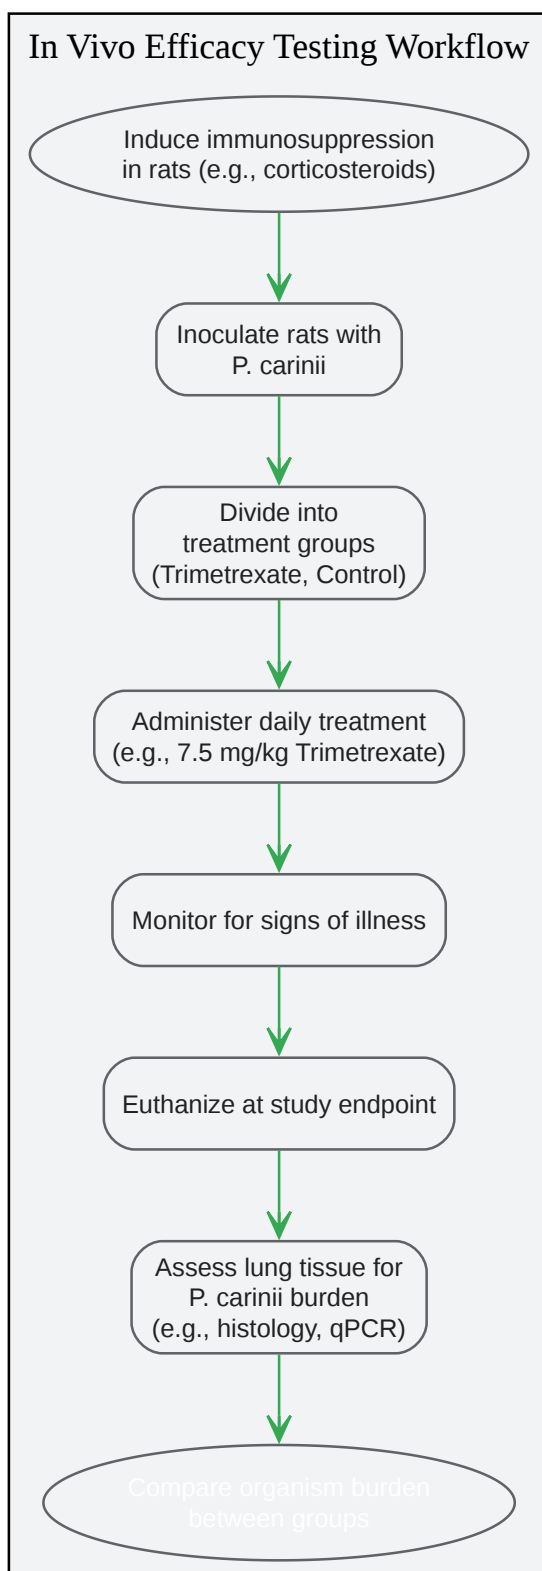 In Vivo Efficacy Testing Workflow
Induce immunosuppression
in rats (e.g., corticosteroids)
Inoculate rats with
P. carinii
Divide into
treatment groups
(Trimetrexate, Control)
Administer daily treatment
(e.g., 7.5 mg/kg Trimetrexate)
Monitor for signs of illness
Euthanize at study endpoint
Assess lung tissue for
P. carinii burden
(e.g., histology, qPCR)
Compare organism burden
between groups